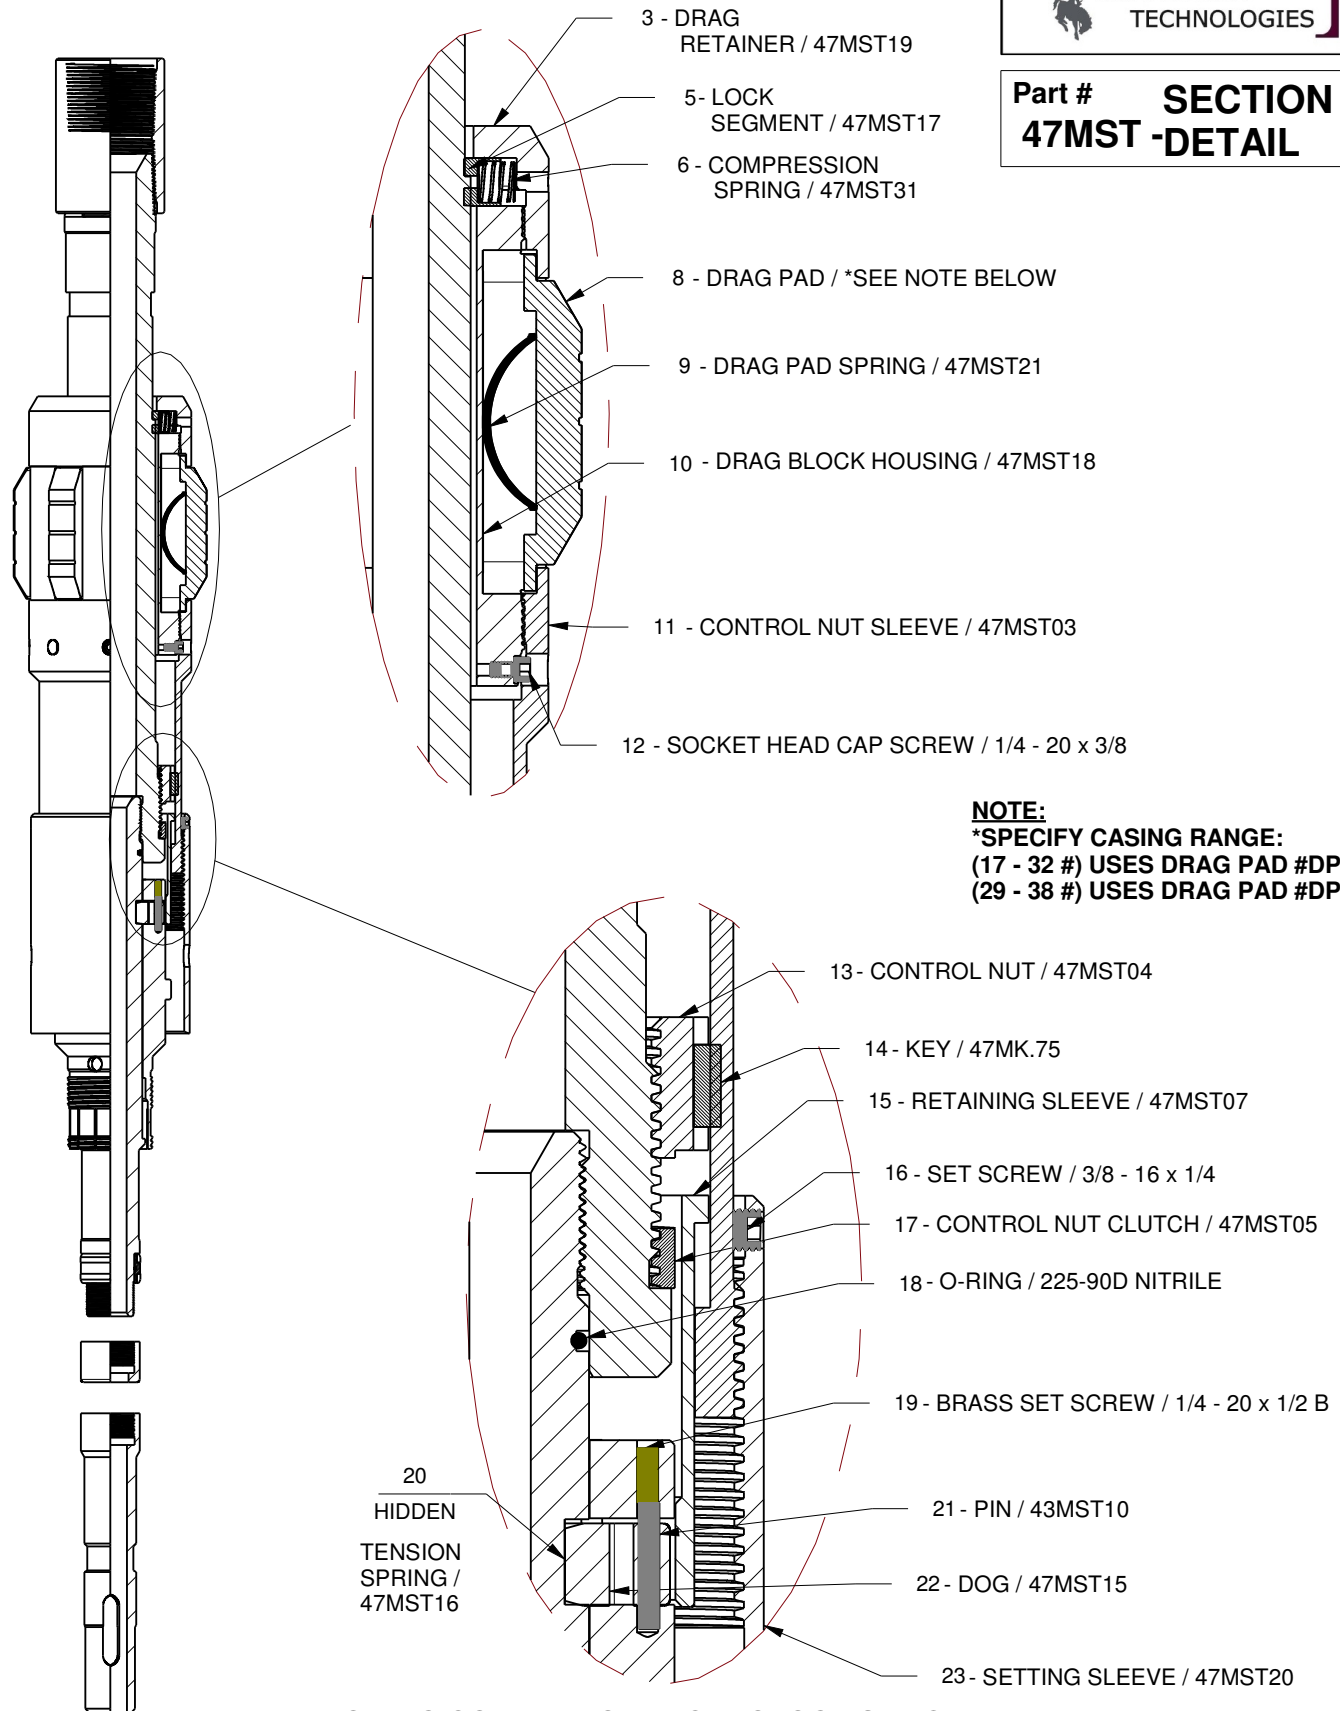 TECHNOLOGIES
Part # SECTION
47MST - DETAIL
3 - DRAG
RETAINER / 47MST19
5 - LOCK
SEGMENT / 47MST17
6 - COMPRESSION
SPRING / 47MST31
8 - DRAG PAD / *SEE NOTE BELOW
9 - DRAG PAD SPRING / 47MST21
10 - DRAG BLOCK HOUSING / 47MST18
11 - CONTROL NUT SLEEVE / 47MST03
12 - SOCKET HEAD CAP SCREW / 1/4 - 20 x 3/8
NOTE:
*SPECIFY CASING RANGE:
(17 - 32 #) USES DRAG PAD #DP
(29 - 38 #) USES DRAG PAD #DP
13 - CONTROL NUT / 47MST04
14 - KEY / 47MK.75
15 - RETAINING SLEEVE / 47MST07
16 - SET SCREW / 3/8 - 16 x 1/4
17 - CONTROL NUT CLUTCH / 47MST05
18 - O-RING / 225-90D NITRILE
19 - BRASS SET SCREW / 1/4 - 20 x 1/2 B
20
HIDDEN
TENSION
SPRING /
47MST16
21 - PIN / 43MST10
22 - DOG / 47MST15
23 - SETTING SLEEVE / 47MST20